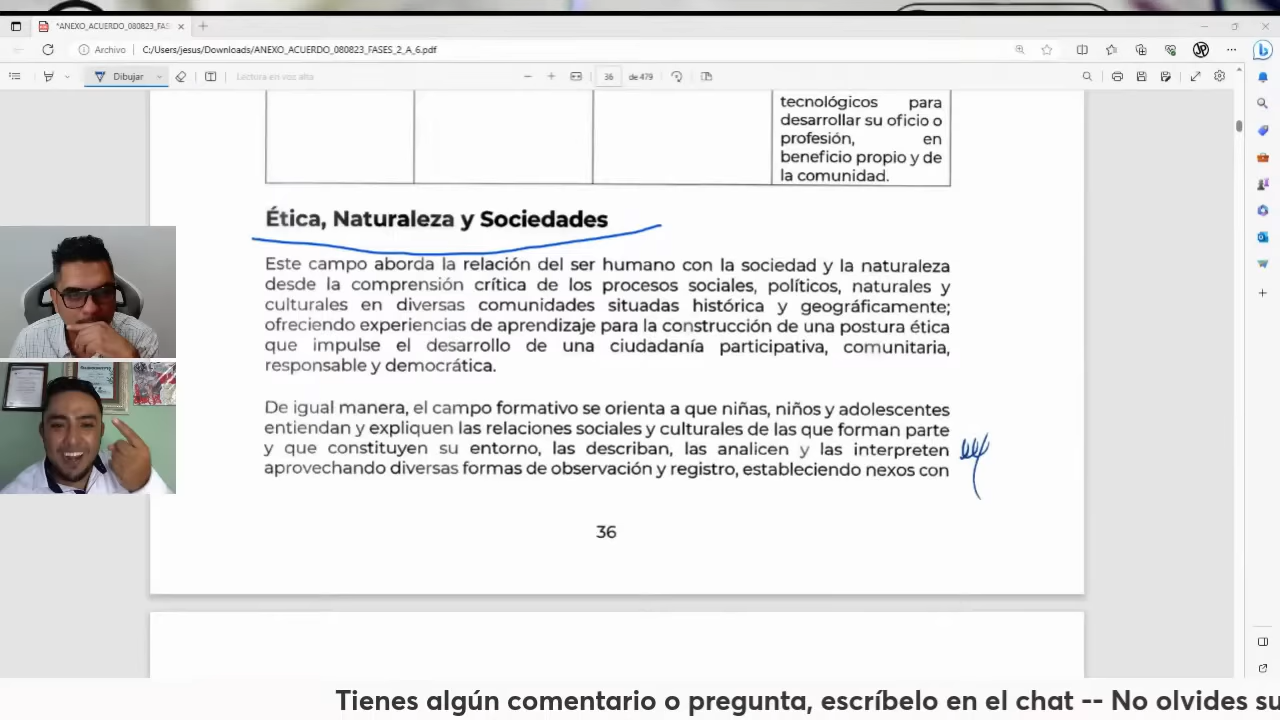 *ANEXO_ACUERDO_080823_FAS
Archivo C:/Users/jesus/Downloads/ANEXO_ACUERDO_080823_FASES_2_A_6.pdf
Dibujar Lectura en voz alta 36 de 479
tecnológicos para
desarrollar su oficio o
profesión, en
beneficio propio y de
la comunidad.
Ética, Naturaleza y Sociedades
Este campo aborda la relación del ser humano con la sociedad y la naturaleza
desde la comprensión crítica de los procesos sociales, políticos, naturales y
culturales en diversas comunidades situadas histórica y geográficamente;
ofreciendo experiencias de aprendizaje para la construcción de una postura ética
que impulse el desarrollo de una ciudadanía participativa, comunitaria,
responsable y democrática.
De igual manera, el campo formativo se orienta a que niñas, niños y adolescentes
entiendan y expliquen las relaciones sociales y culturales de las que forman parte
y que constituyen su entorno, las describan, las analicen y las interpreten
aprovechando diversas formas de observación y registro, estableciendo nexos con
36
Tienes algún comentario o pregunta, escríbelo en el chat -- No olvides su